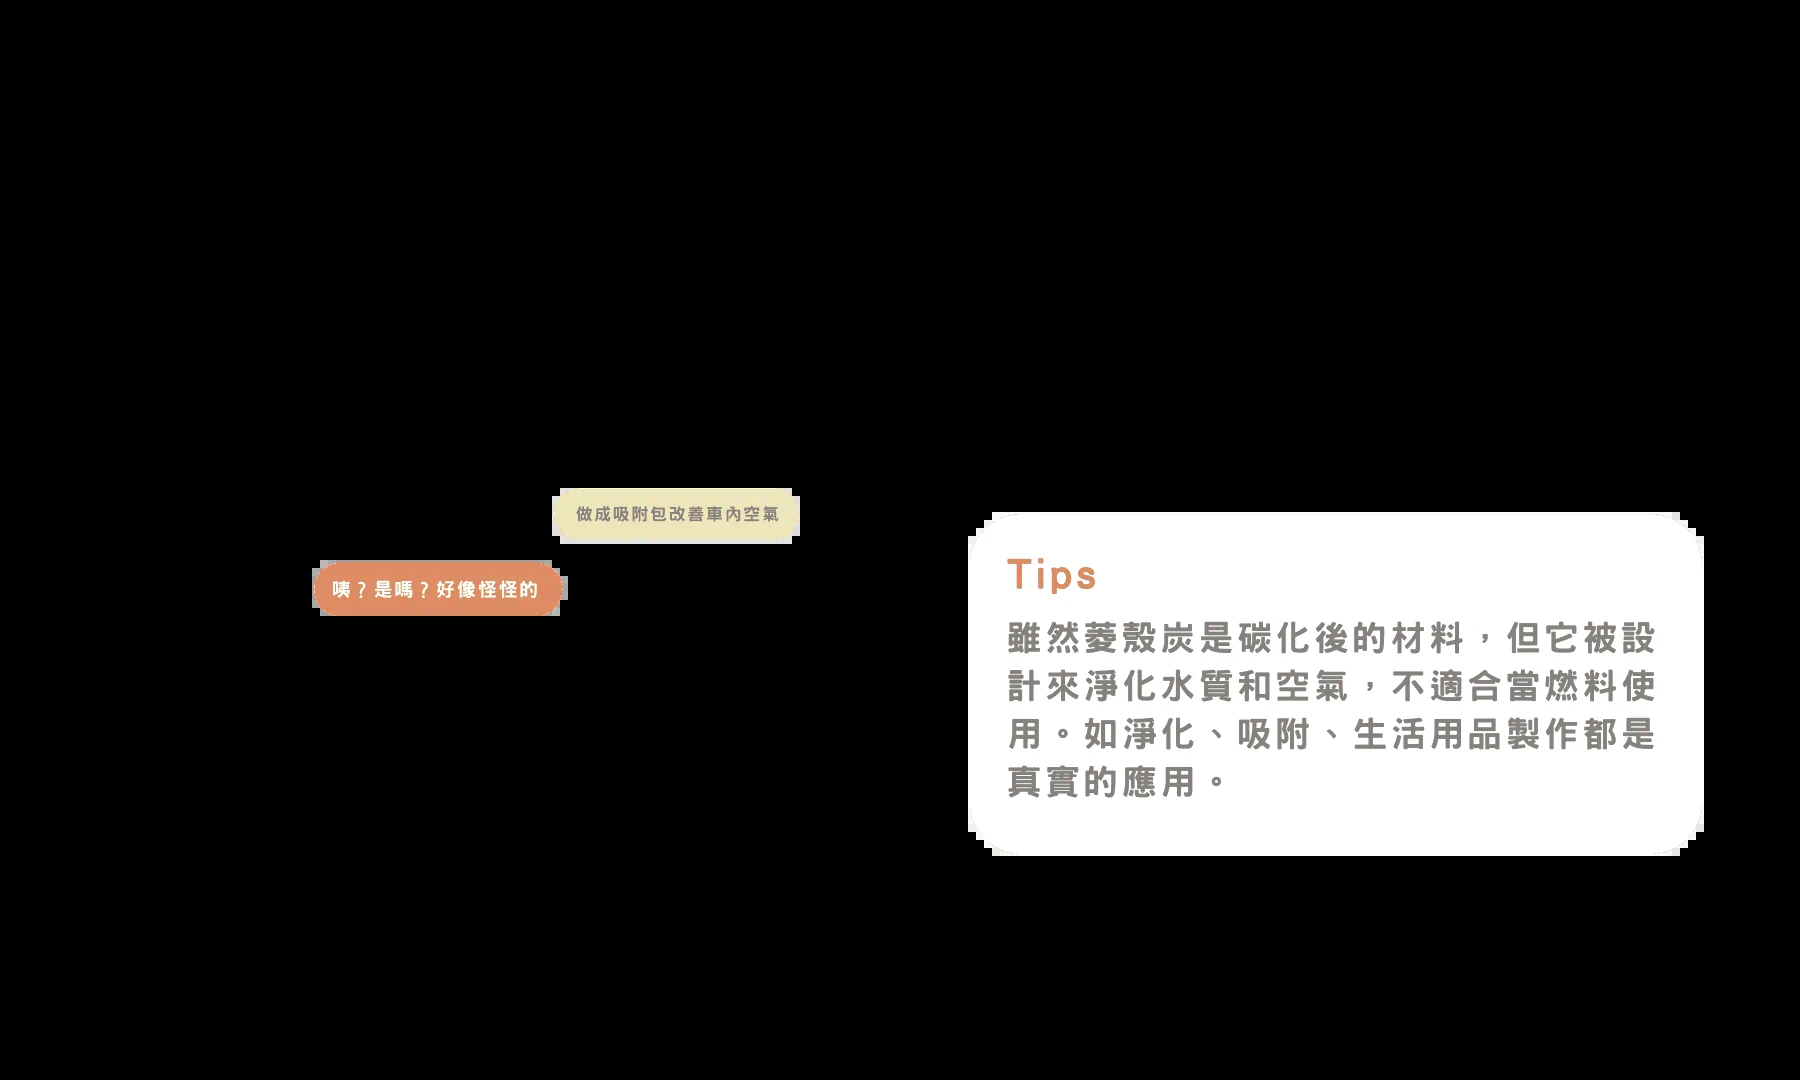 做成吸附包改善車內空氣
咦？是嗎？好像怪怪的
Tips
雖然菱殼炭是碳化後的材料，但它被設
計來淨化水質和空氣，不適合當燃料使
用。如淨化、吸附、生活用品製作都是
真實的應用。